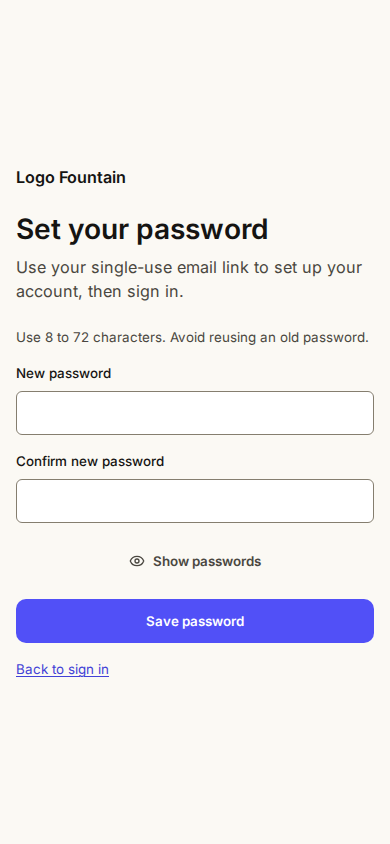 Logo Fountain
Set your password
Use your single-use email link to set up your
account, then sign in.
Use 8 to 72 characters. Avoid reusing an old password.
New password
Confirm new password
Show passwords
Save password
Back to sign in